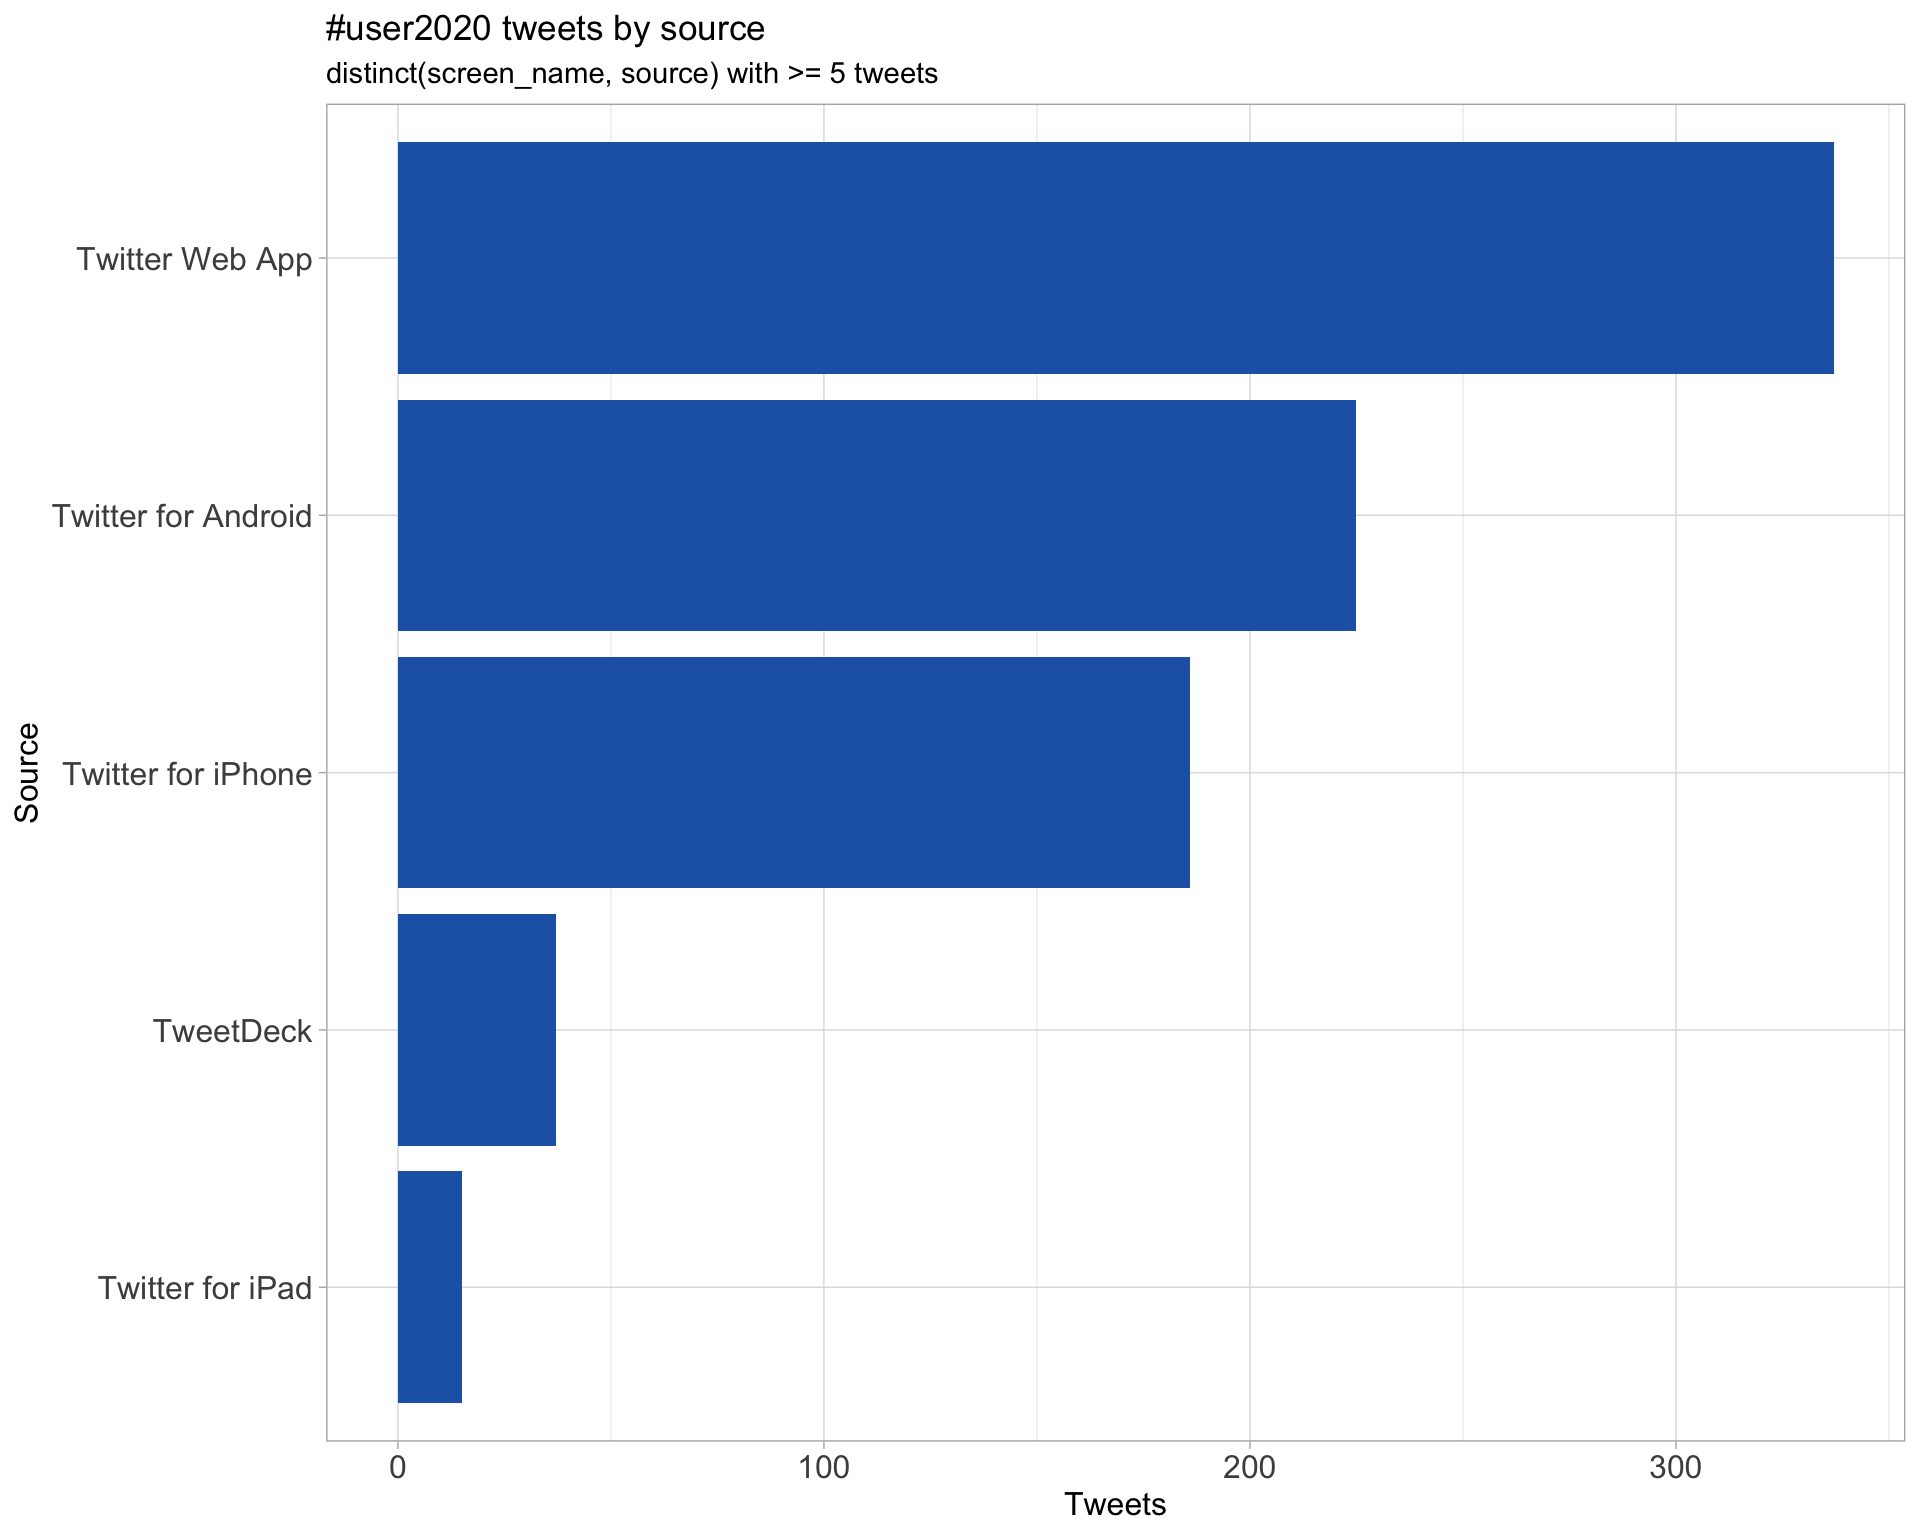 #user2020 tweets by source
distinct(screen_name, source) with >= 5 tweets
Source
Twitter Web App
Twitter for Android
Twitter for iPhone
TweetDeck
Twitter for iPad
0 100 200 300
Tweets